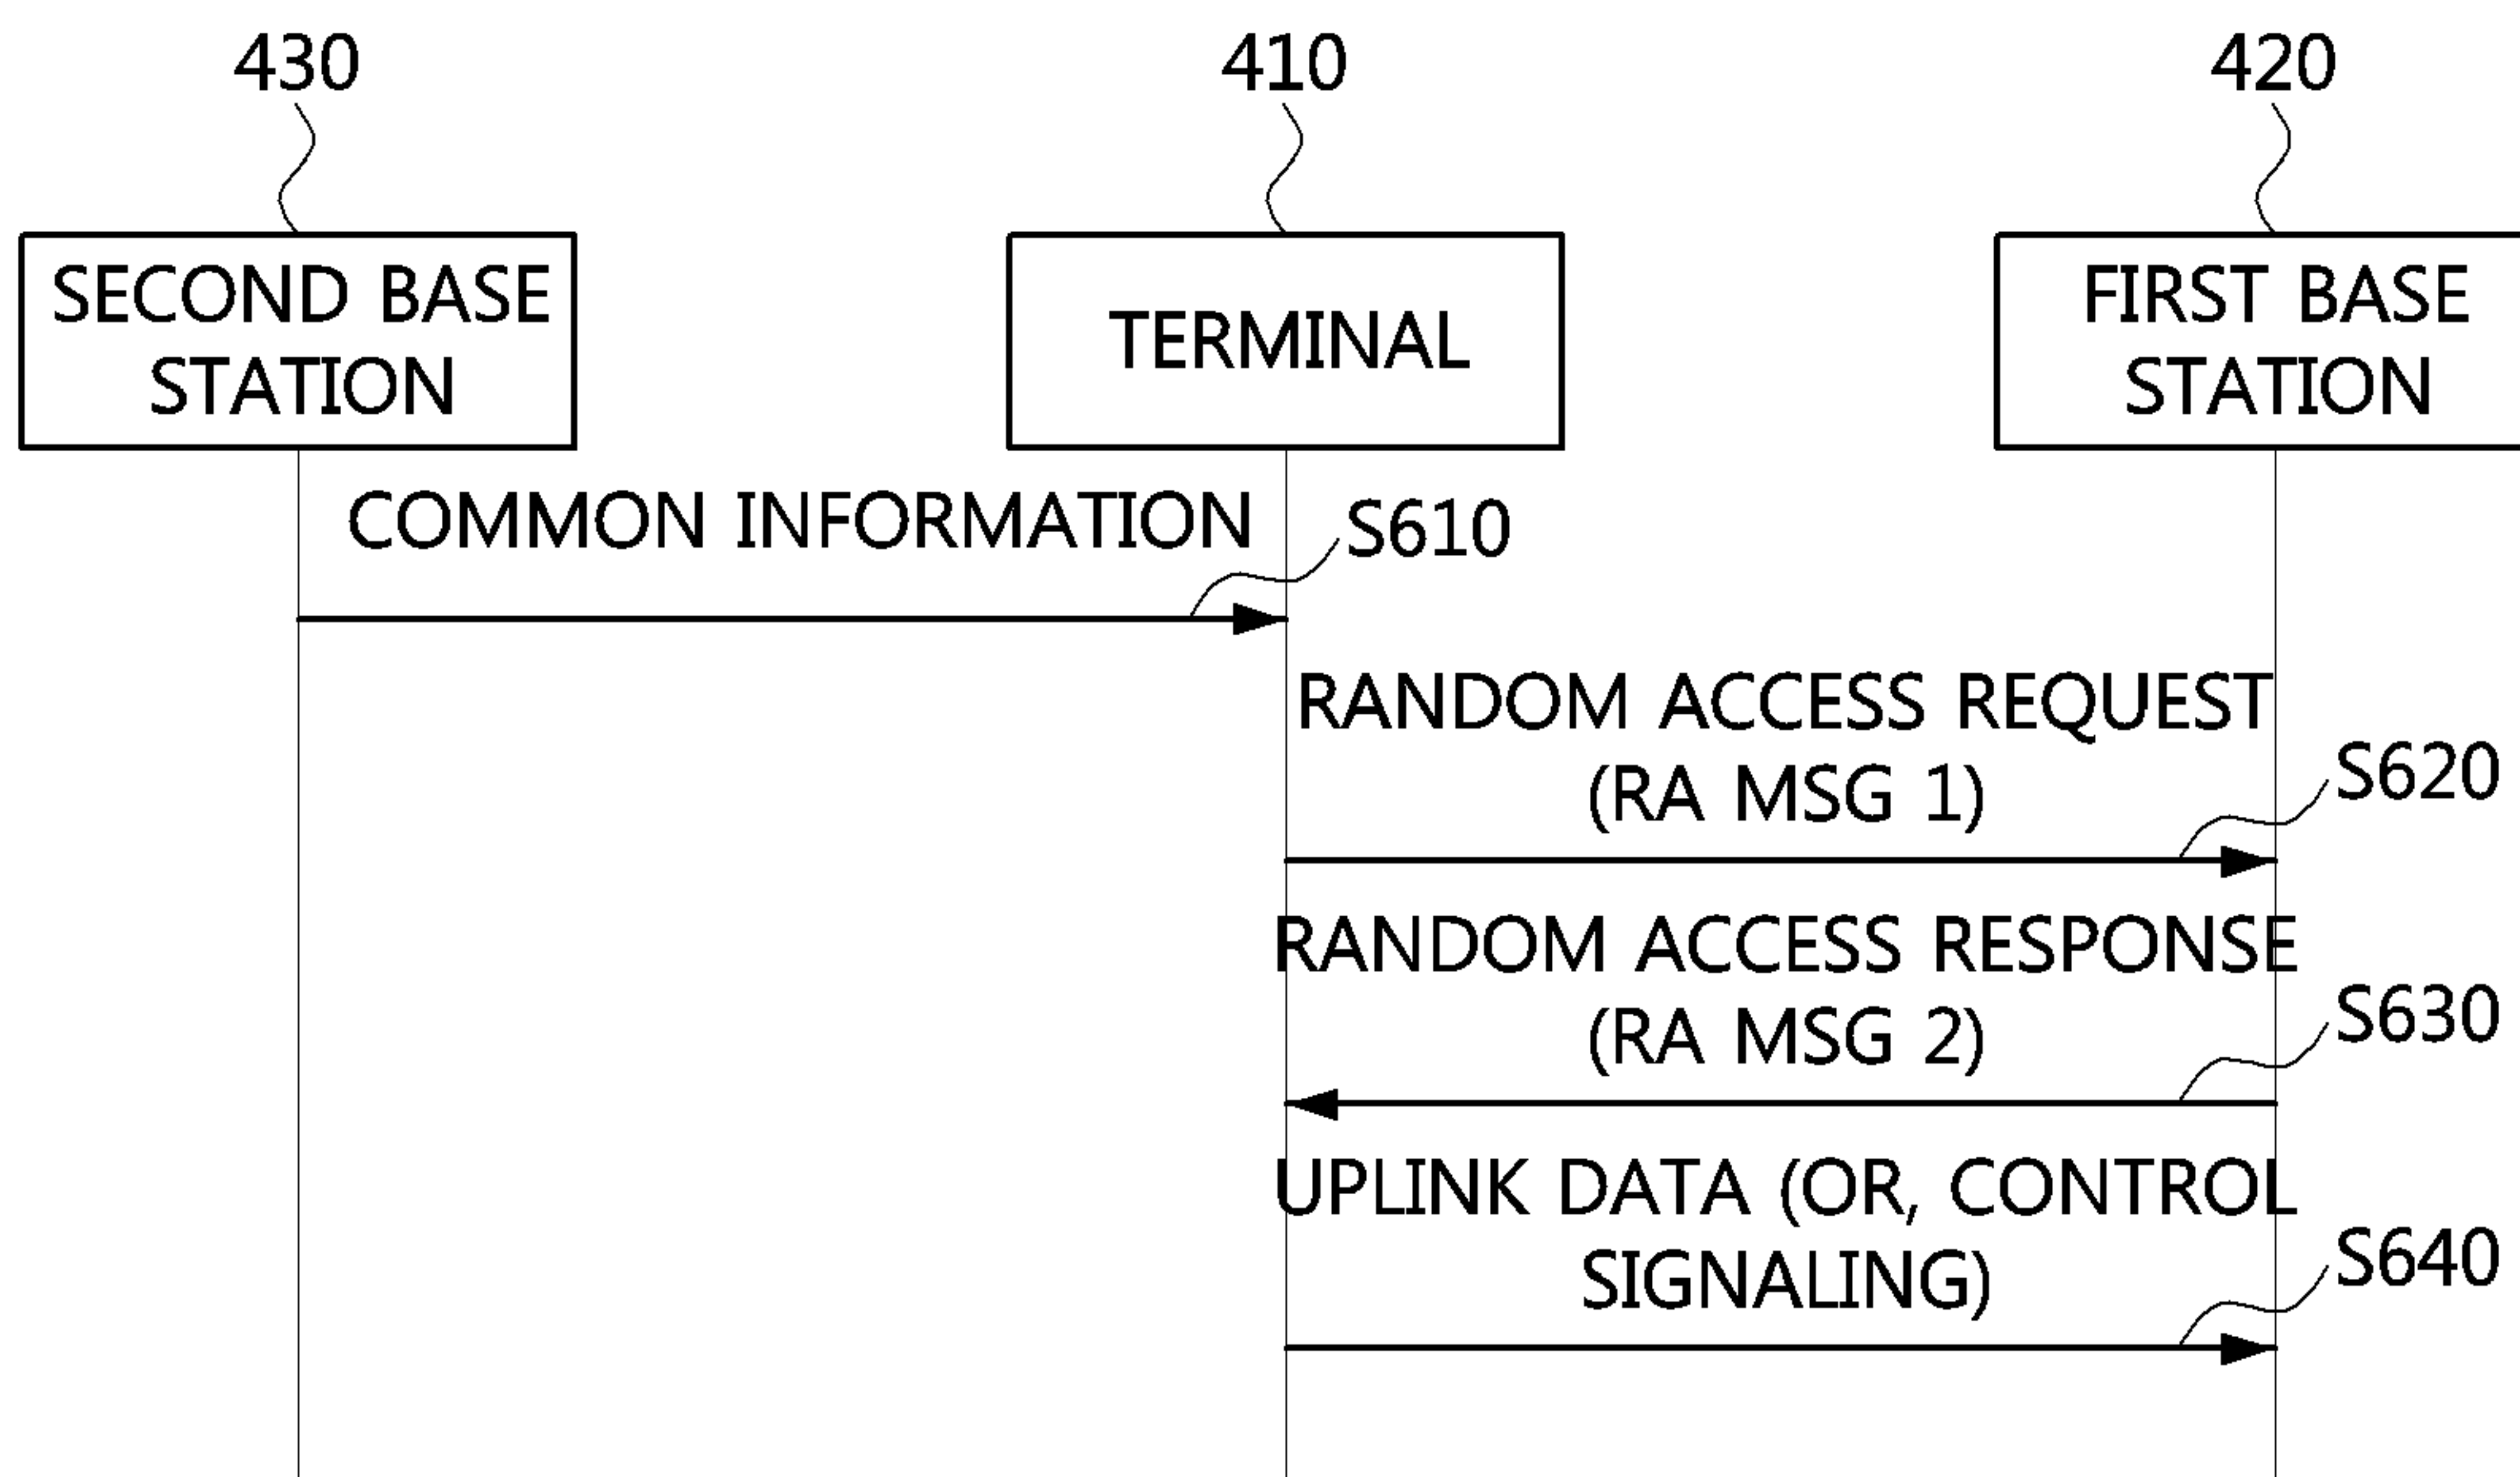 430
410
420
SECOND BASE
STATION
TERMINAL
FIRST BASE
STATION
COMMON INFORMATION
S610
RANDOM ACCESS REQUEST
(RA MSG 1)
S620
RANDOM ACCESS RESPONSE
(RA MSG 2)
S630
UPLINK DATA (OR, CONTROL
SIGNALING)
S640